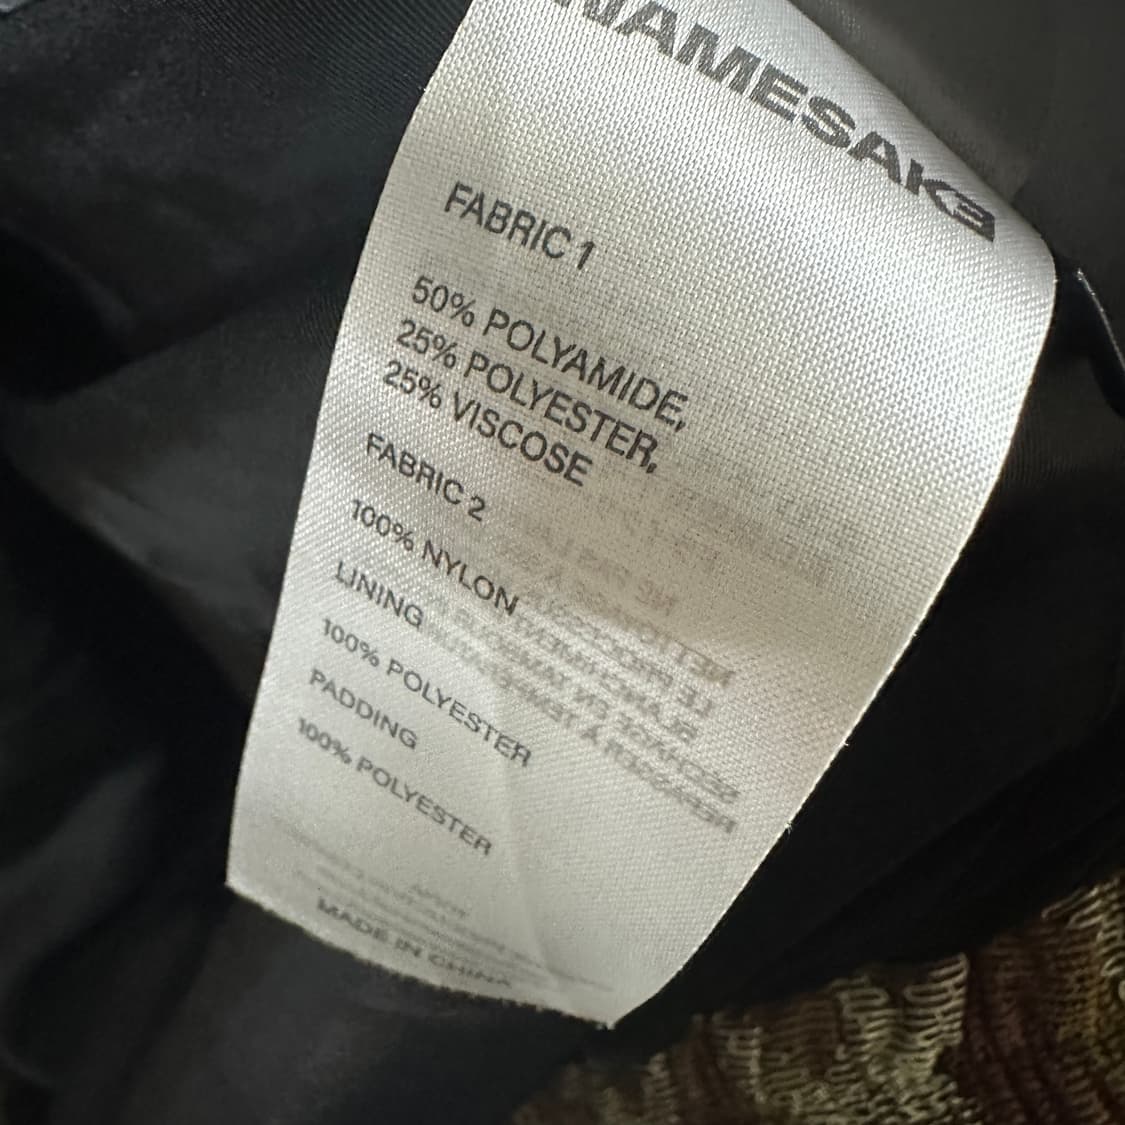 NAMESAKE
FABRIC 1
50% POLYAMIDE,
25% POLYESTER,
25% VISCOSE
FABRIC 2
100% NYLON
LINING
100% POLYESTER
PADDING
100% POLYESTER
MADE IN CHINA